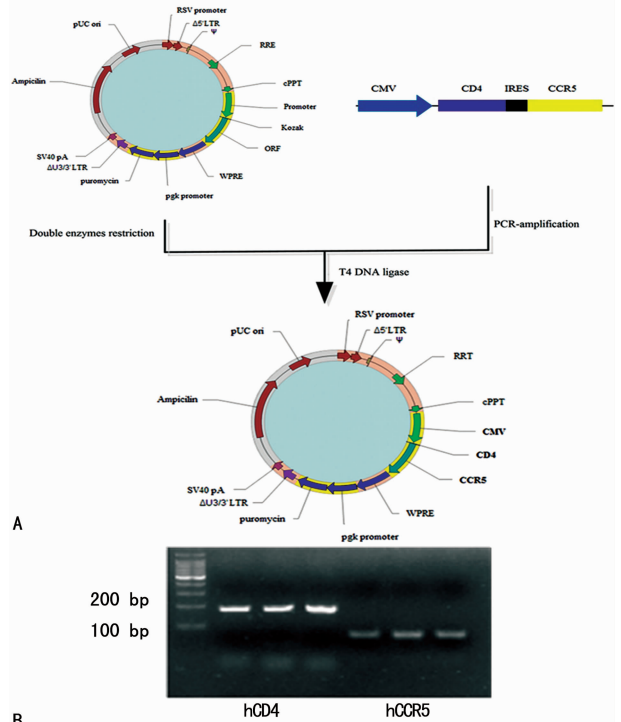 RSV promoter
Δ5'LTR
Ψ
pUC ori
RRE
Ampicilin
cPPT
Promoter
Kozak
ORF
SV40 pA
ΔU3/3'LTR
puromycin
WPRE
pgk promoter
CMV CD4 IRES CCR5
Double enzymes restriction
PCR-amplification
T4 DNA ligase
RSV promoter
Δ5'LTR
Ψ
pUC ori
RRT
Ampicilin
cPPT
CMV
CD4
CCR5
SV40 pA
ΔU3/3'LTR
puromycin
WPRE
pgk promoter
A
200 bp
100 bp
hCD4 hCCR5
B